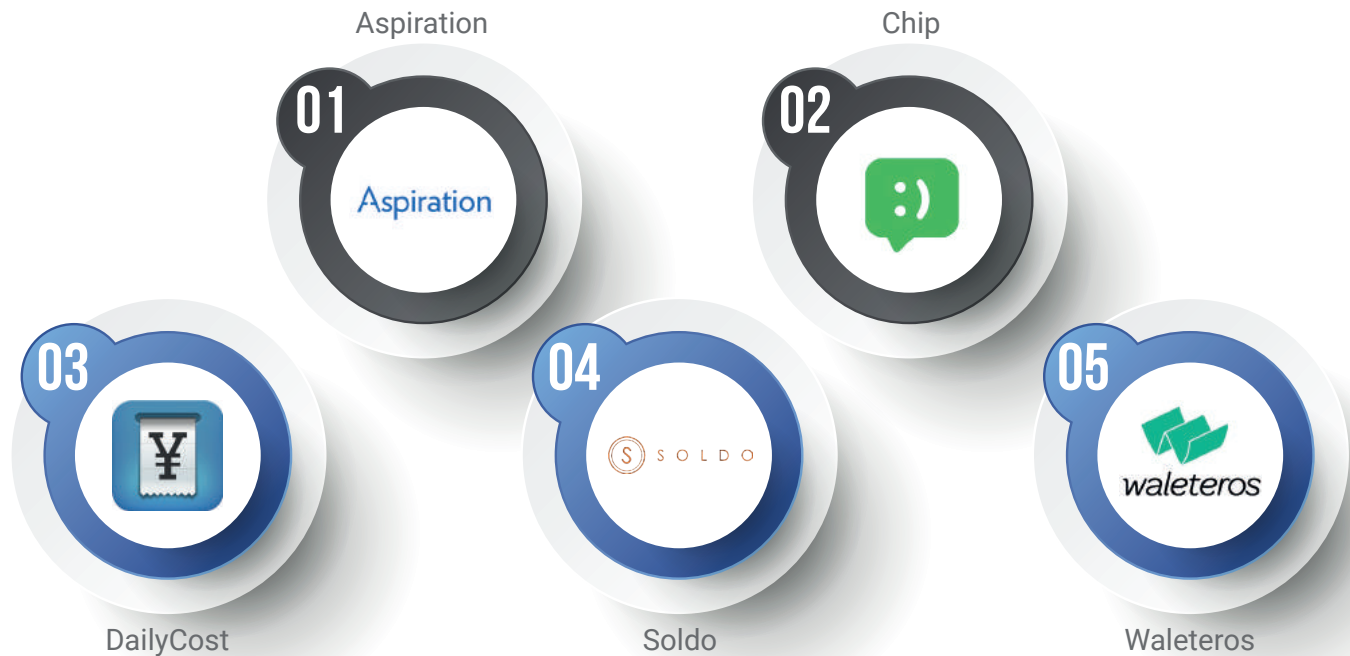 Aspiration
Chip
01
Aspiration
02
:)
03
¥
04
S SOLDO
05
waleteros
DailyCost
Soldo
Waleteros